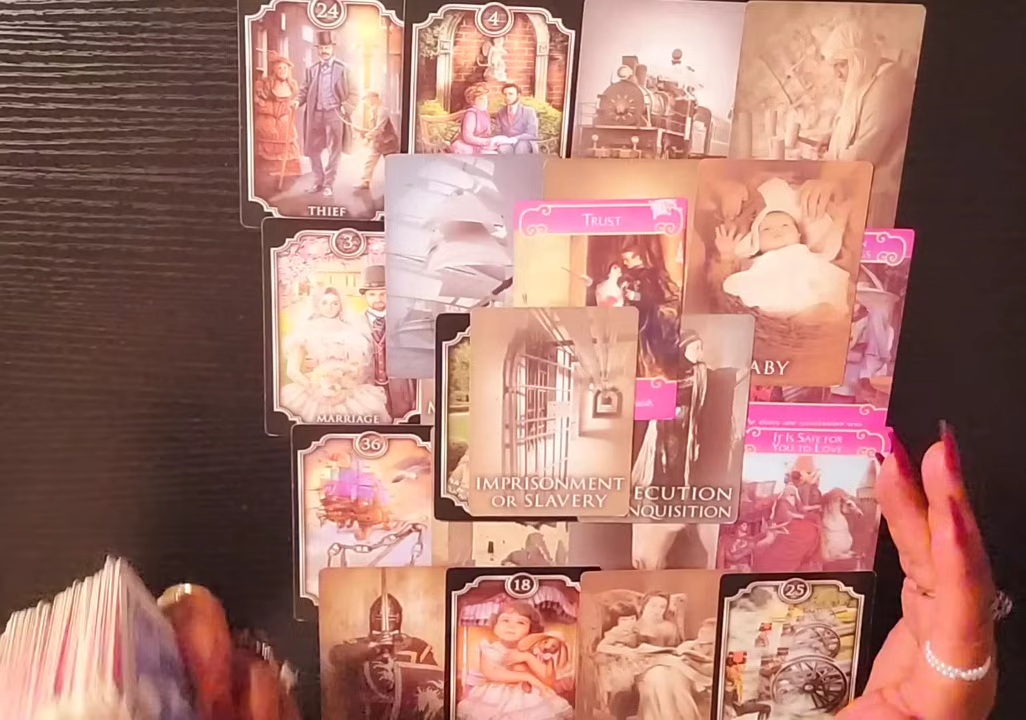 24
4
THIEF
TRUST
3
ABY
MARRIAGE
IT IS SAFE FOR
YOU TO LOVE
36
IMPRISONMENT
OR SLAVERY
ECUTION
NQUISITION
18
25